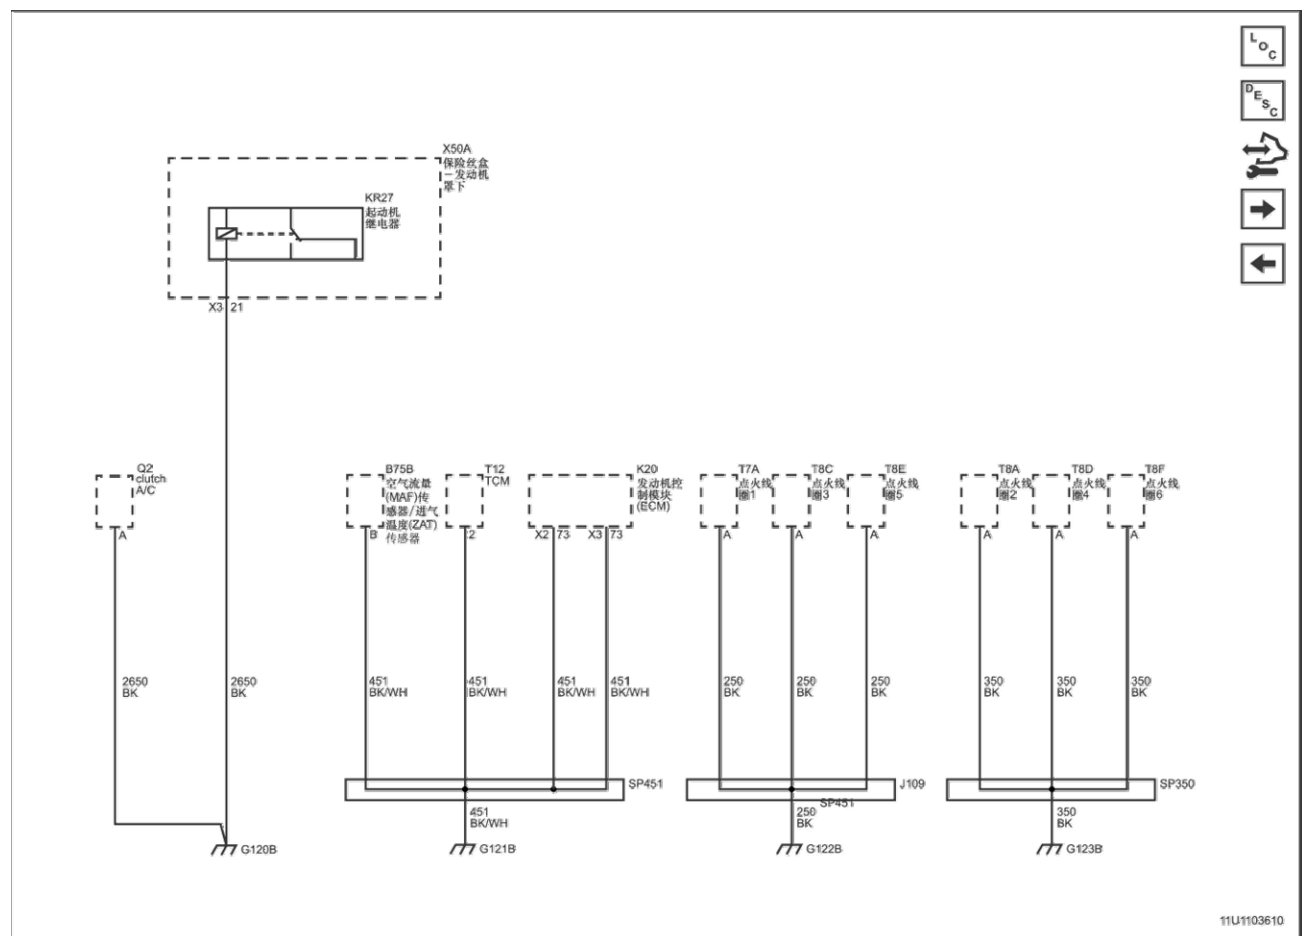 LOC
DESC
X50A
保险丝盒
－发动机
罩下
KR27
起动机
继电器
X3 21
Q2
clutch
A/C
A
B75B
空气流量
(MAF)传
感器/进气
温度(ZAT)
传感器
B
T12
TCM
K20
发动机控
制模块
(ECM)
X2 73
X3 73
T7A
点火线
圈1
A
T8C
点火线
圈3
A
T8E
点火线
圈5
A
T8A
点火线
圈2
A
T8D
点火线
圈4
A
T8F
点火线
圈6
A
2650
BK
2650
BK
451
BK/WH
451
BK/WH
451
BK/WH
451
BK/WH
250
BK
250
BK
250
BK
350
BK
350
BK
350
BK
SP451
J109
SP350
451
BK/WH
SP451
250
BK
350
BK
G120B
G121B
G122B
G123B
11U1103610